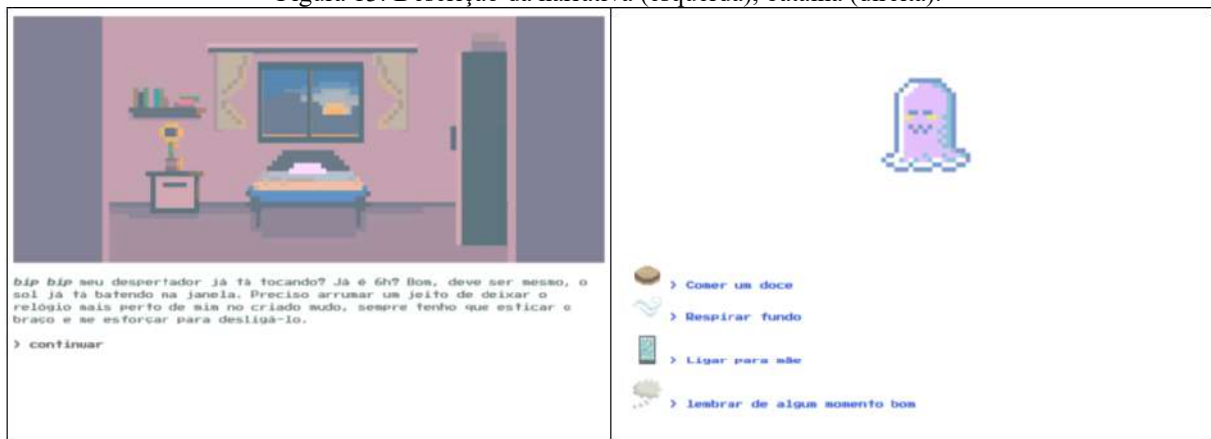 Figura 13: Descrição da narrativa (esquerda), batalha (direita).
bip bip meu despertador já tá tocando? Já é 6h? Bom, deve ser mesmo, o
sol já tá batendo na janela. Preciso arrumar um jeito de deixar o
relógio mais perto de mim no criado mudo, sempre tenho que esticar o
braço e me esforçar para desligá-lo.
> continuar
> Comer um doce
> Respirar fundo
> Ligar para mãe
> lembrar de algum momento bom